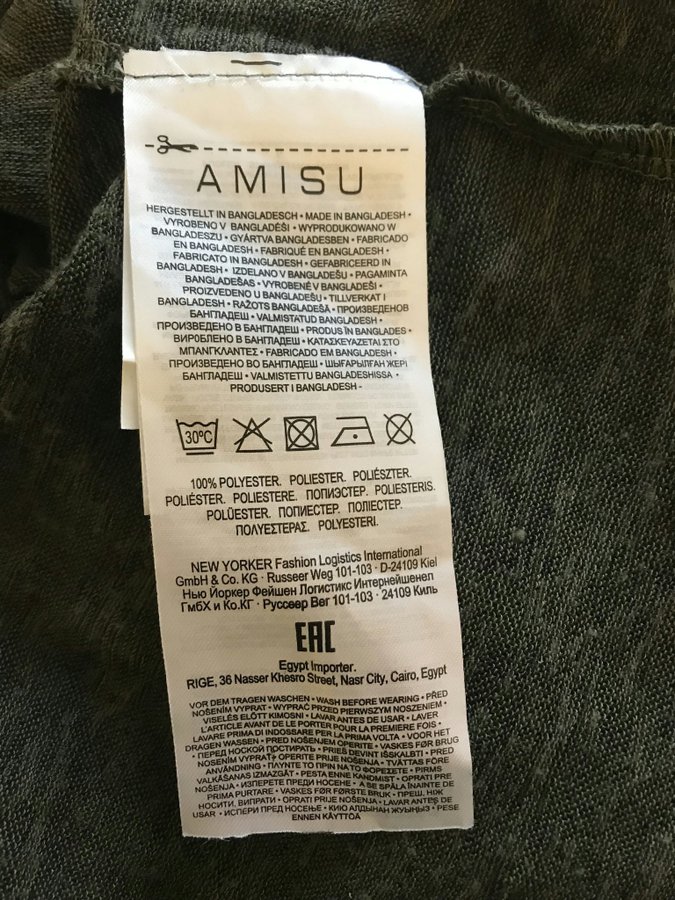 AMISU
HERGESTELLT IN BANGLADESCH • MADE IN BANGLADESH •
VYROBENO V BANGLADÉŠI • WYPRODUKOWANO W
BANGLADESZU • GYÁRTVA BANGLADESBEN • FABRICADO
EN BANGLADESH • FABRIQUÉ EN BANGLADESH •
FABRICATO IN BANGLADESH • GEFABRICEERD IN
BANGLADESH • IZDELANO V BANGLADEŠU • PAGAMINTA
BANGLADEŠAS • VYROBENÉ V BANGLADÉŠI •
PROIZVEDENO U BANGLADEŠU • TILLVERKAT I
BANGLADESH • RAŽOTS BANGLADEŠĀ • ПРОИЗВЕДЕНОВ
БАНГЛАДЕШ • VALMISTATUD BANGLADESH •
ПРОИЗВЕДЕНО В БАНГЛАДЕШ • PRODUS ÎN BANGLADES •
ВИРОБЛЕНО В БАНГЛАДЕШ • ΚΑΤΑΣΚΕΥΑΖΕΤΑΙ ΣΤΟ
ΜΠΑΝΓΚΛΑΝΤΕΣ • FABRICADO EM BANGLADESH •
ПРОИЗВЕДЕНО ВО БАНГЛАДЕШ • ШЫҒАРЫЛҒАН ЖЕРІ
БАНГЛАДЕШ • VALMISTETTU BANGLADESHISSA •
PRODUSERT I BANGLADESH -
30°C
100% POLYESTER. POLIESTER. POLIÉSZTER.
POLIÉSTER. POLIESTERE. ПОПИЭСТЕР. POLIESTERIS.
POLÜESTER. ПОПИЕСТЕР. ПОЛІЕСТЕР.
ΠΟΛΥΕΣΤΕΡΑΣ. POLYESTERI.
NEW YORKER Fashion Logistics International
GmbH & Co. KG · Russeer Weg 101-103 · D-24109 Kiel
Нью Йоркер Фейшен Логистикс Интернейшенел
ГмбХ и Ко.КГ · Руссеер Вег 101-103 · 24109 Киль
EAC
Egypt Importer.
RIGE, 36 Nasser Khesro Street, Nasr City, Cairo, Egypt
VOR DEM TRAGEN WASCHEN • WASH BEFORE WEARING • PŘED
NOŠENÍM VYPRAT • WYPRAĆ PRZED PIERWSZYM NOSZENIEM •
VISELÉS ELŐTT KIMOSNI • LAVAR ANTES DE USAR • LAVER
L'ARTICLE AVANT DE LE PORTER POUR LA PREMIERE FOIS •
LAVARE PRIMA DI INDOSSARE PER LA PRIMA VOLTA • VOOR HET
DRAGEN WASSEN • PRED NOŠENJEM OPERITE • VASKES FØR BRUG
• ПЕРЕД НОСКОЙ ПОСТИРАТЬ • PRIEŠ DEVINT IŠSKALBTI • PRED
NOSENÍM VYPRAŤ • OPERITE PRIJE NOŠENJA • TVÄTTAS FÖRE
ANVÄNDNING • ΠΛΥΝΤΕ ΤΟ ΠΡΙΝ ΝΑ ΤΟ ΦΟΡΕΣΕΤΕ • PIRMS
VALKĀŠANAS IZMAZGĀT • PESTA ENNE KANDMIST • OPRATI PRE
NOŠENJA • ИЗПЕРЕТЕ ПРЕДИ НОСЕНЕ • A SE SPĂLA ÎNAINTE DE
PRIMA PURTARE • VASKES FØR FØRSTE BRUK • ПРЕШ. НІЖ
НОСИТИ, ВИПРАТИ • OPRATI PRIJE NOŠENJA • LAVAR ANTES DE
USAR • ИСПЕРИ ПРЕД НОСЕЊЕ • КИЮ АЛДЫНАН ЖУЫҢЫЗ • PESE
ENNEN KÄYTTOA